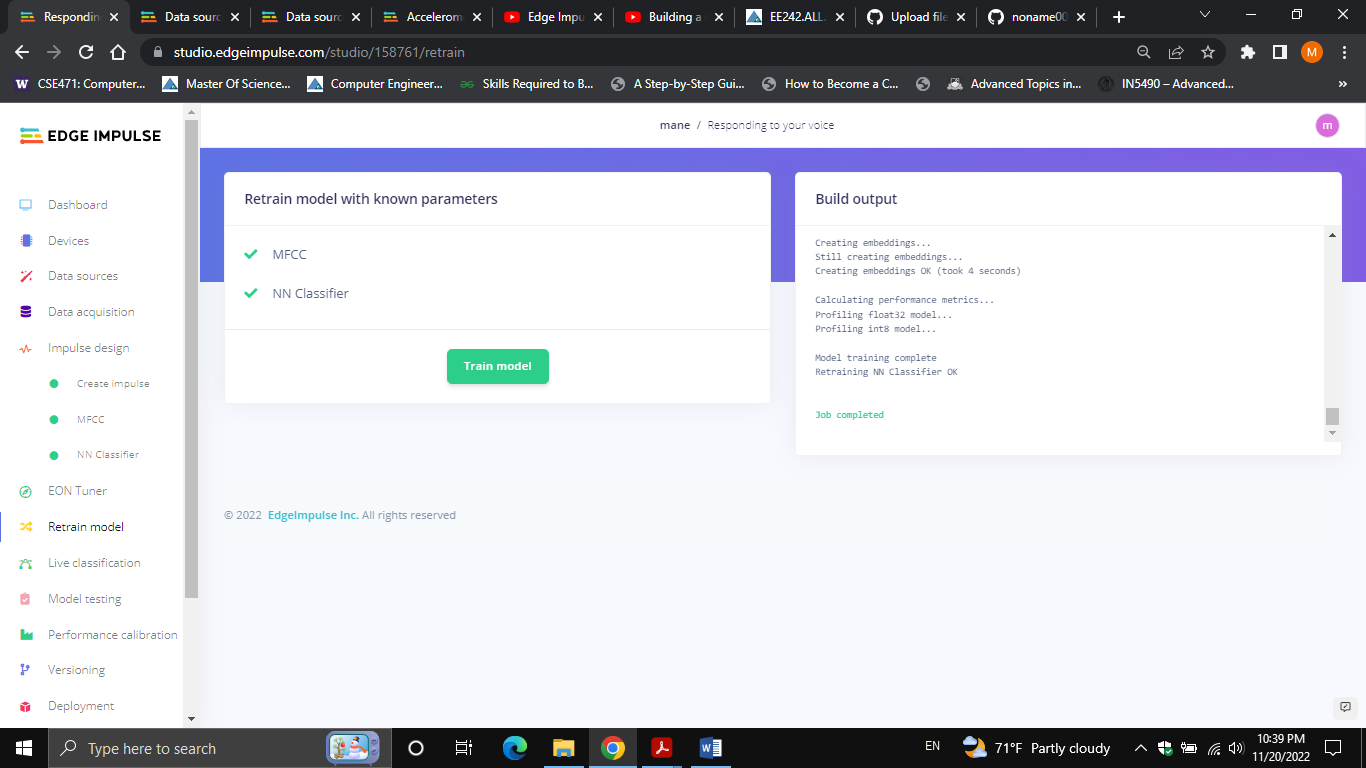 Respondin
Data sourc
Data sourc
Accelerom
Edge Impu
Building a
EE242.ALL.
Upload file
noname00
studio.edgeimpulse.com/studio/158761/retrain
M
W CSE471: Computer...
Master Of Science...
Computer Engineer...
Skills Required to B...
A Step-by-Step Gui...
How to Become a C...
Advanced Topics in...
IN5490 – Advanced...
»
EDGE IMPULSE
mane / Responding to your voice
m
Dashboard
Devices
Data sources
Data acquisition
Impulse design
Create impulse
MFCC
NN Classifier
EON Tuner
Retrain model
Live classification
Model testing
Performance calibration
Versioning
Deployment
Retrain model with known parameters
MFCC
NN Classifier
Train model
Build output
Creating embeddings...
Still creating embeddings...
Creating embeddings OK (took 4 seconds)
Calculating performance metrics...
Profiling float32 model...
Profiling int8 model...
Model training complete
Retraining NN Classifier OK
Job completed
© 2022 EdgeImpulse Inc. All rights reserved
Type here to search
EN
71°F Partly cloudy
10:39 PM
11/20/2022